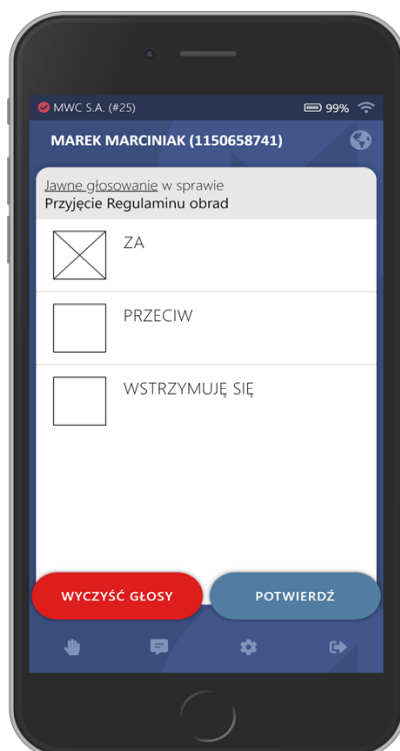 MWC S.A. (#25) 99%
MAREK MARCINIAK (1150658741)
Jawne głosowanie w sprawie
Przyjęcie Regulaminu obrad
ZA
PRZECIW
WSTRZYMUJĘ SIĘ
WYCZYŚĆ GŁOSY POTWIERDŹ